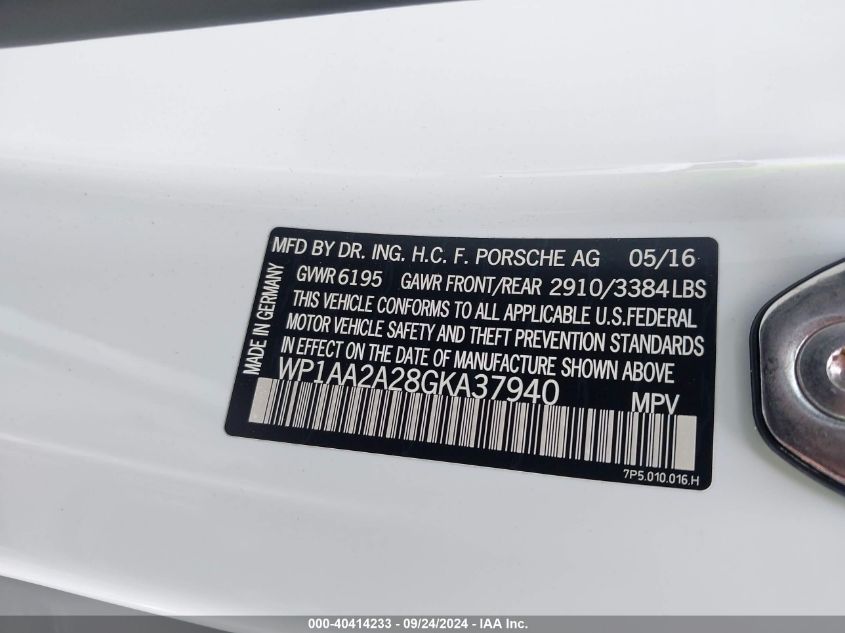 MFD BY DR. ING. H.C. F. PORSCHE AG 05/16
GWWR 6195 GAWR FRONT/REAR 2910/3384 LBS
THIS VEHICLE CONFORMS TO ALL APPLICABLE U.S.FEDERAL
MOTOR VEHICLE SAFETY AND THEFT PREVENTION STANDARDS
IN EFFECT ON THE DATE OF MANUFACTURE SHOWN ABOVE
MADE IN GERMANY
WP1AA2A28GKA37940 MPV
7P5.010.016.H
000-40414233 - 09/24/2024 - IAA Inc.